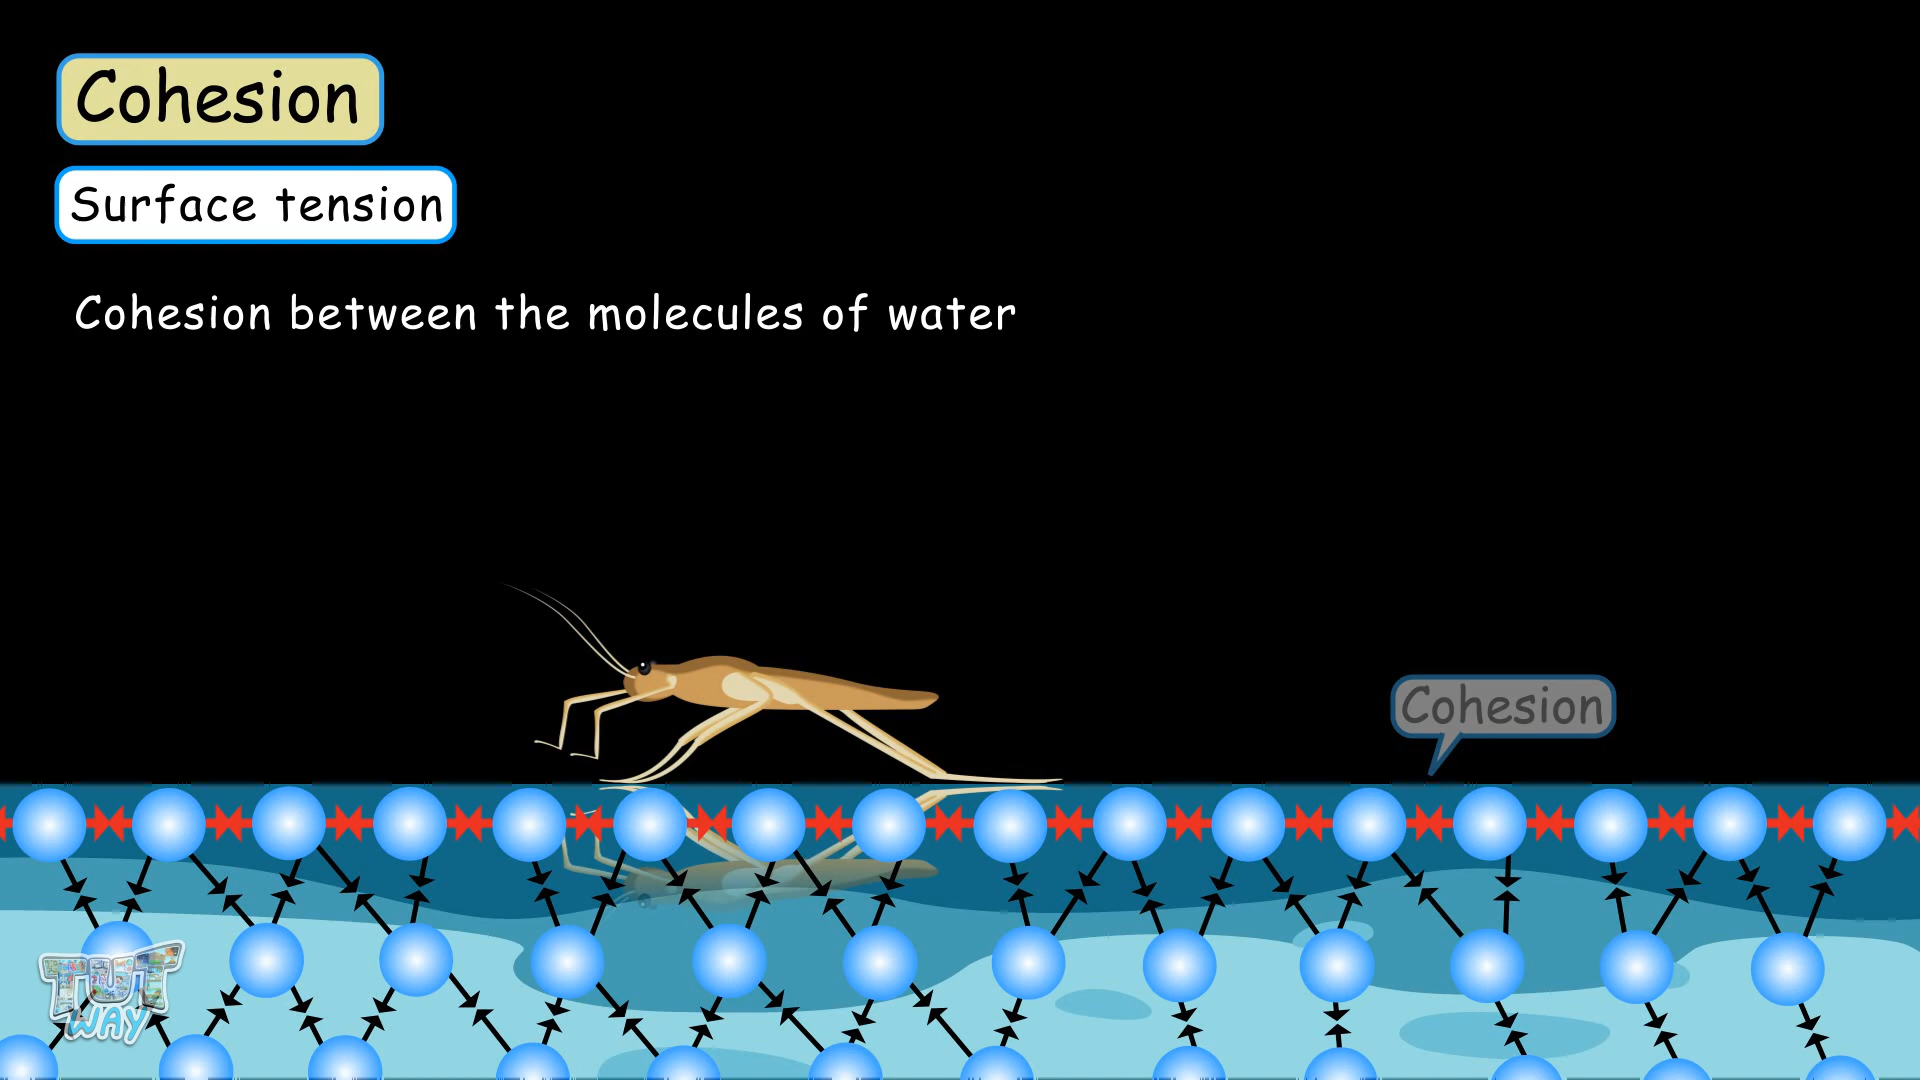 Cohesion
Surface tension
Cohesion between the molecules of water
Cohesion
TUT
WAY